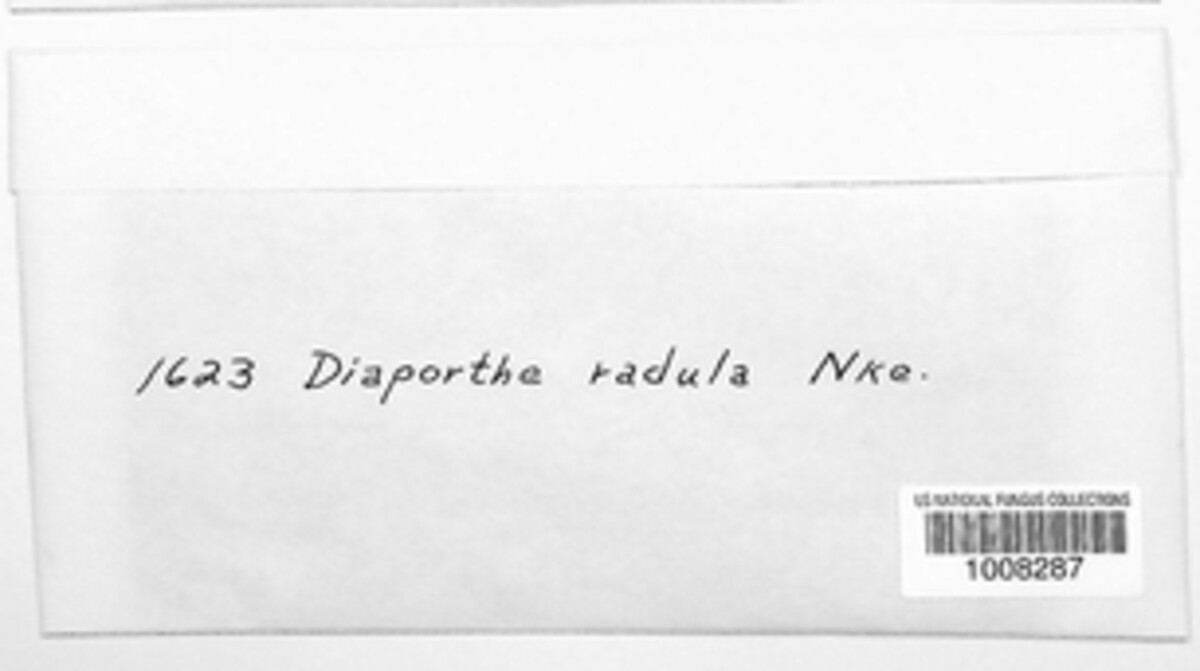 1623 Diaporthe radula Nke.
US NATIONAL FUNGUS COLLECTIONS
1008287